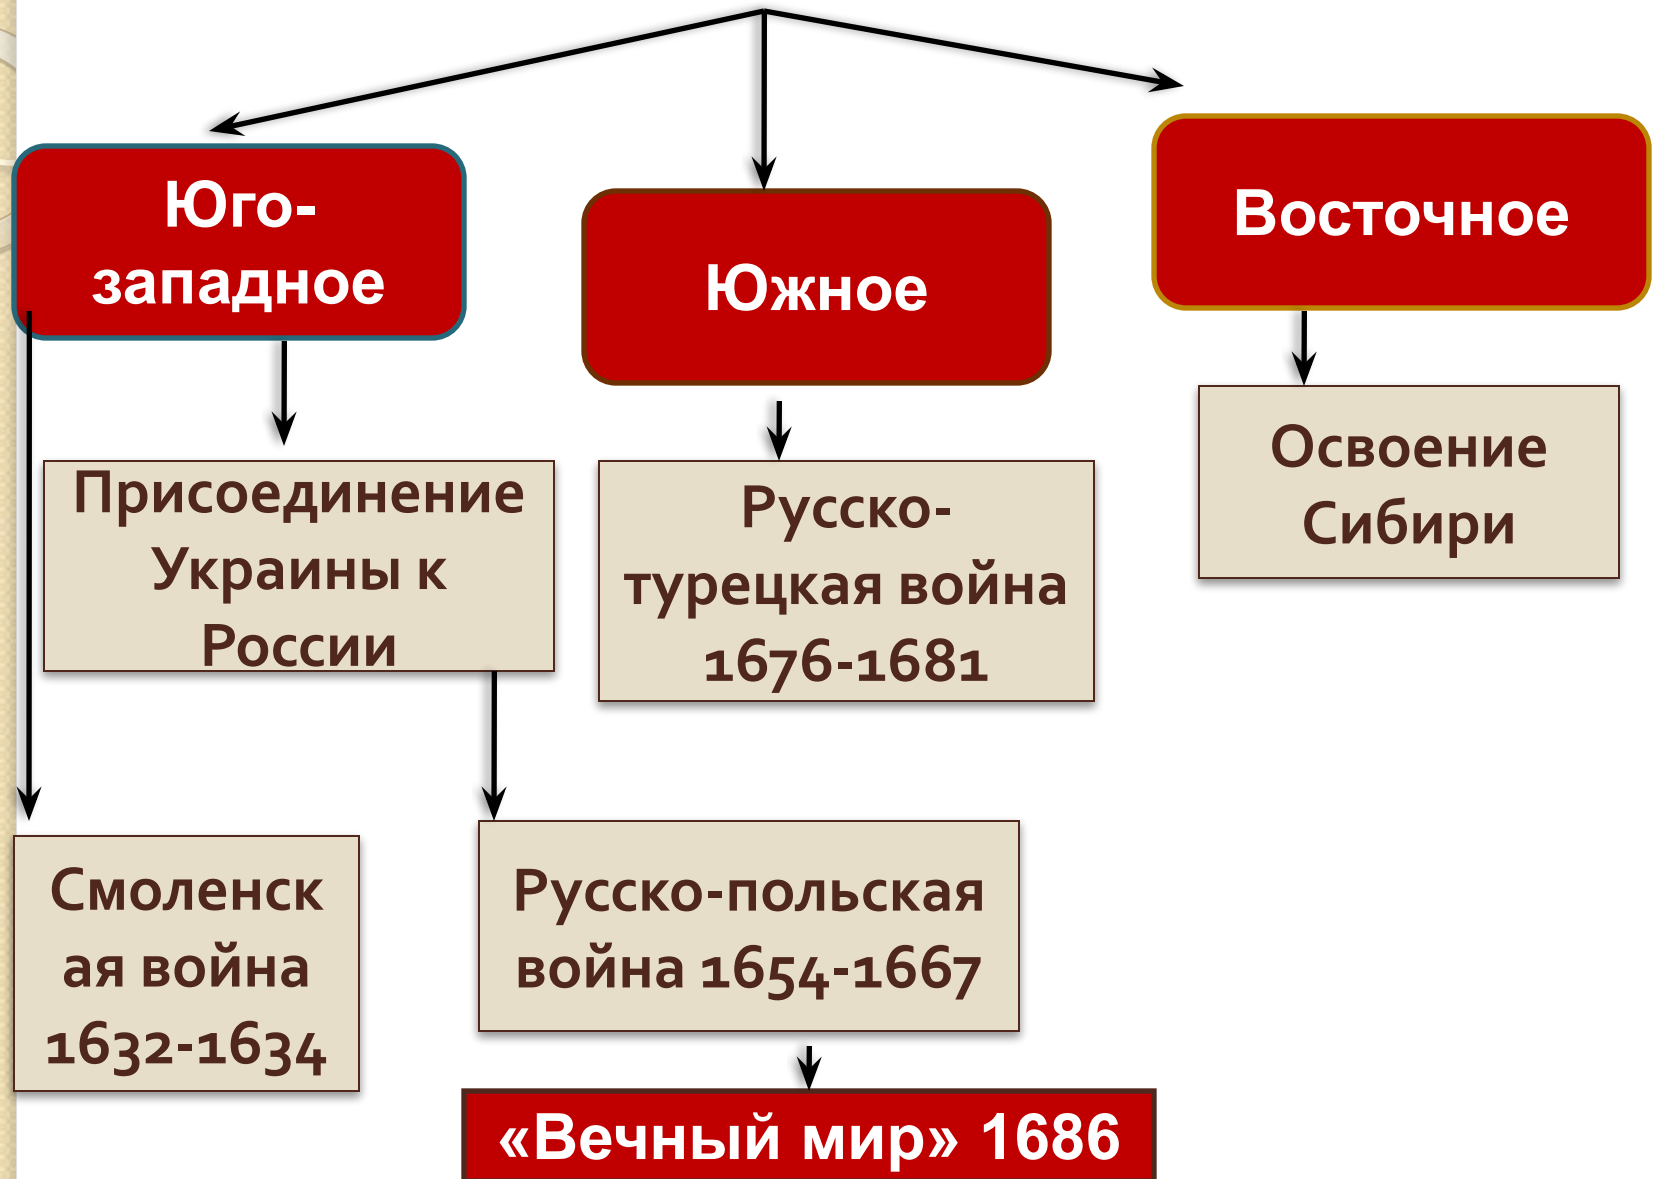 Юго-
западное
Южное
Восточное
Присоединение
Украины к
России
Русско-
турецкая война
1676-1681
Освоение
Сибири
Смоленск
ая война
1632-1634
Русско-польская
война 1654-1667
«Вечный мир» 1686